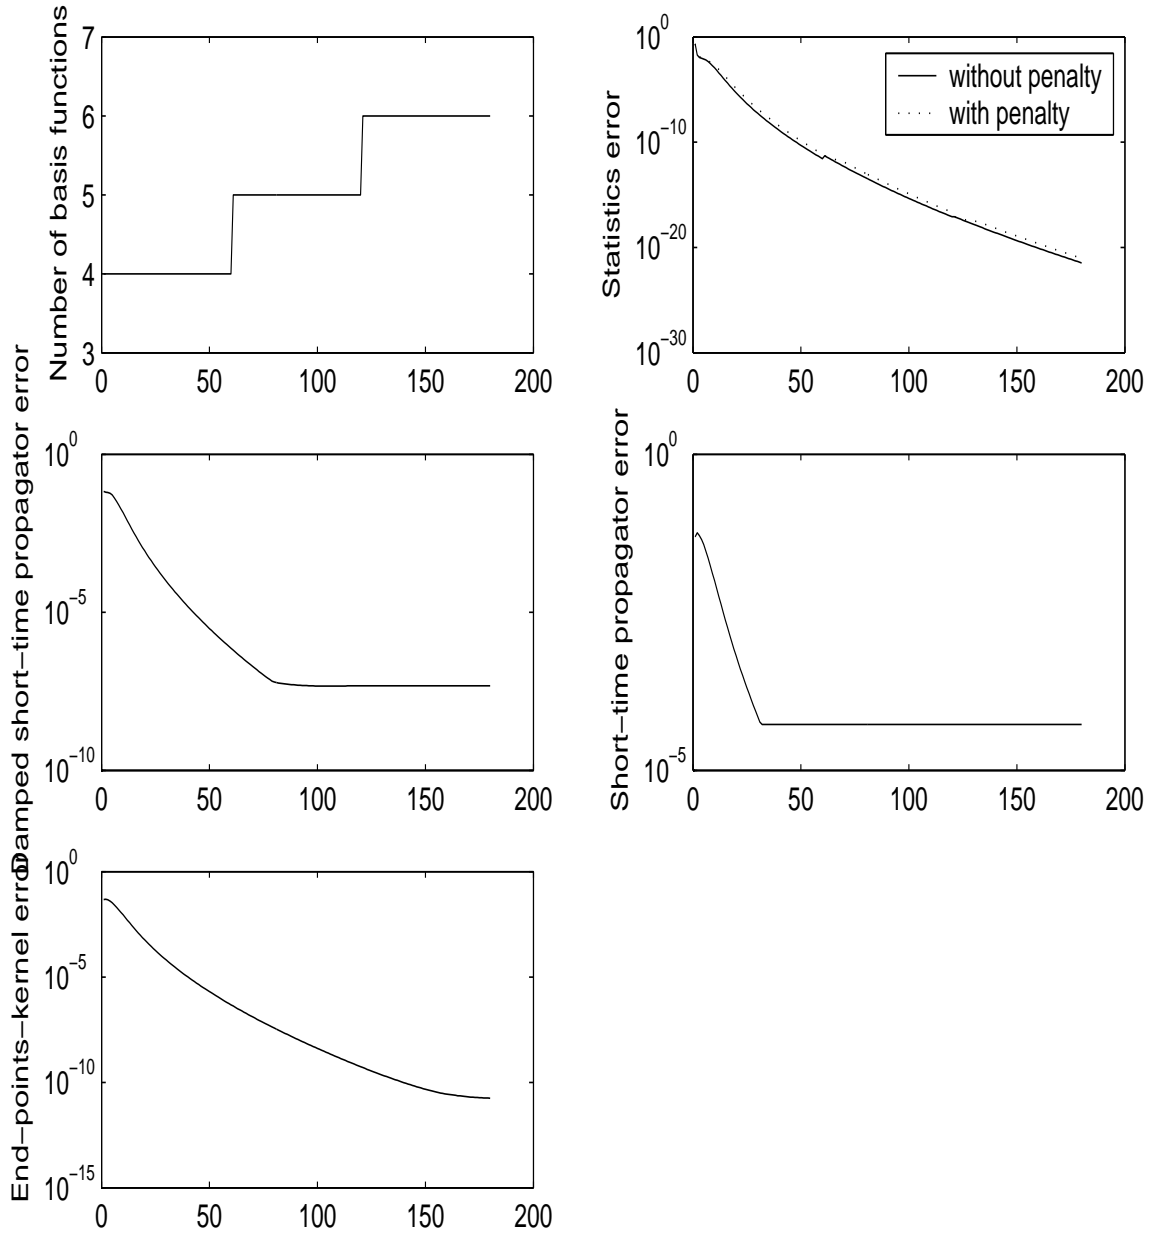 Number of basis functions
7
6
5
4
3
0 50 100 150 200
Statistics error
10^0
10^−10
10^−20
10^−30
without penalty
with penalty
0 50 100 150 200
Damped short−time propagator error
10^0
10^−5
10^−10
0 50 100 150 200
Short−time propagator error
10^0
10^−5
0 50 100 150 200
End−points−kernel error
10^0
10^−5
10^−10
10^−15
0 50 100 150 200